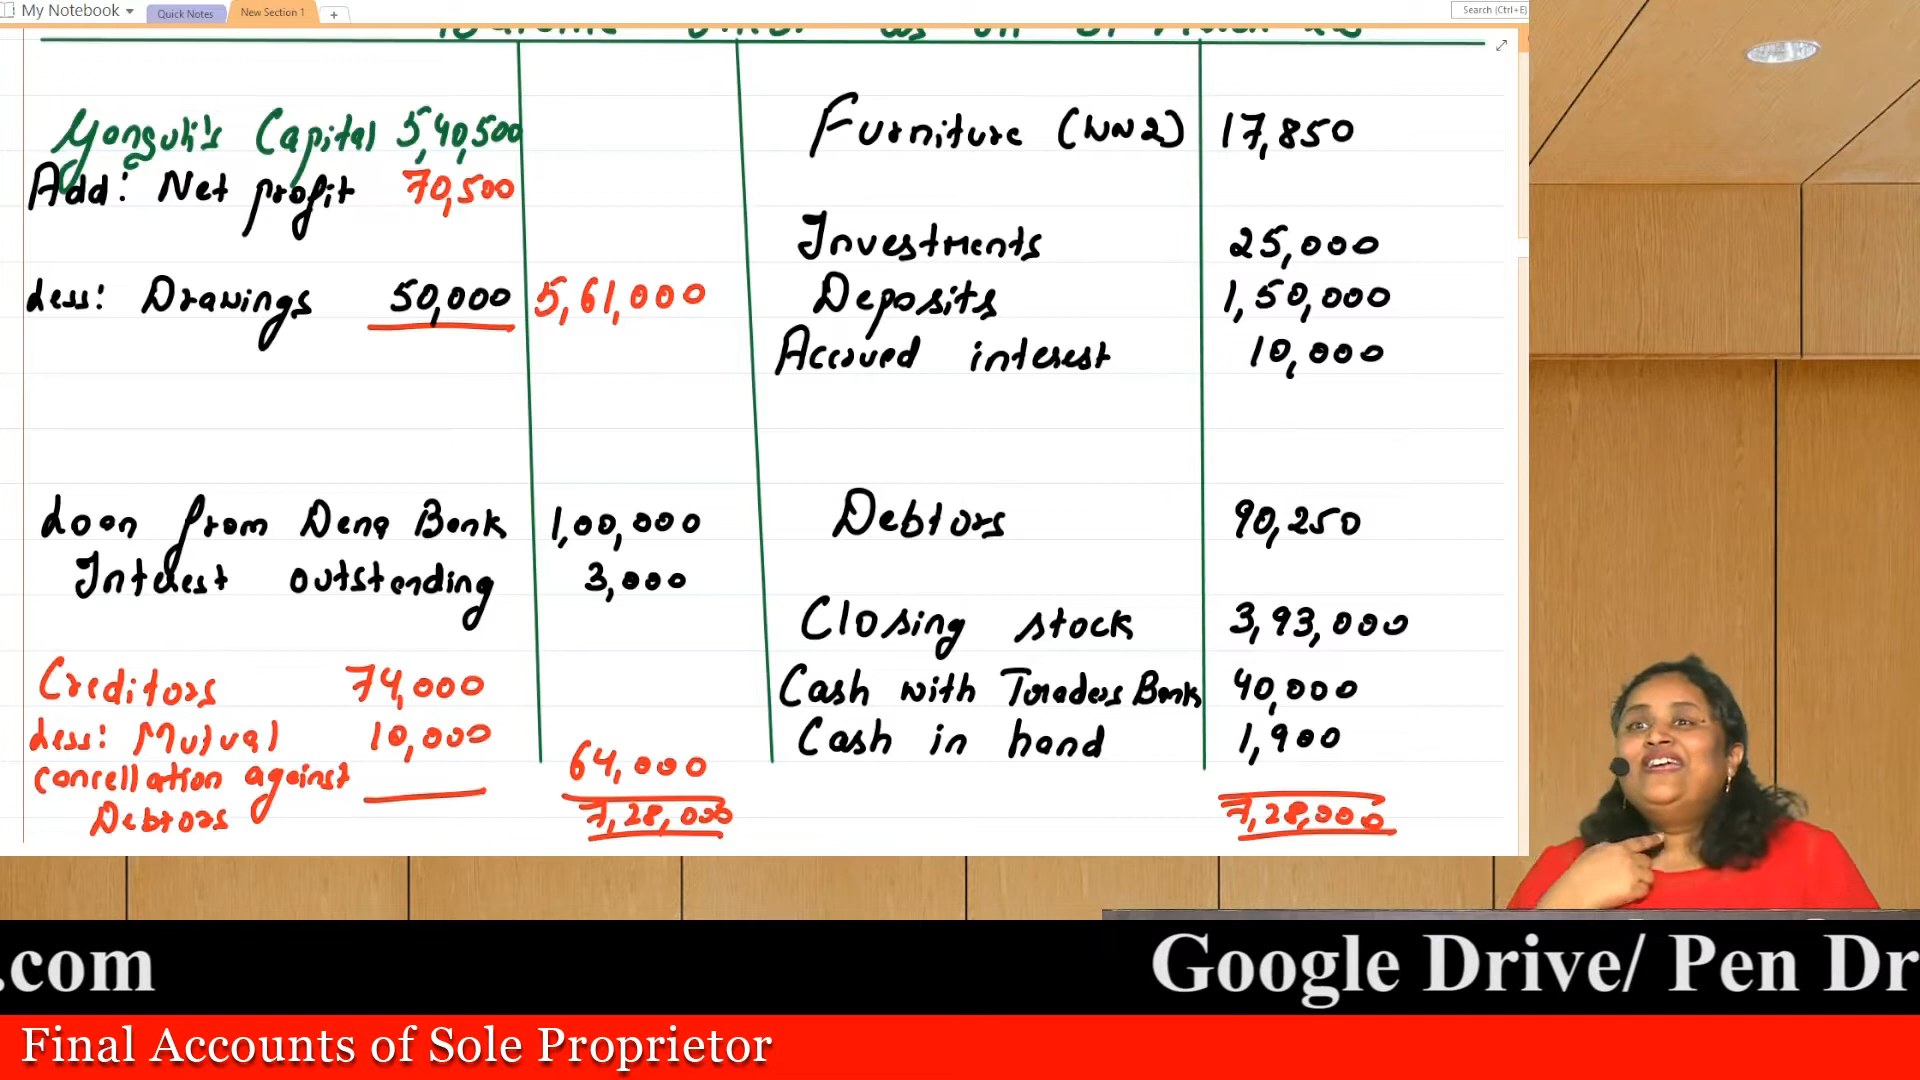 My Notebook
Quick Notes
New Section 1
+
Search (Ctrl+E)
Capital 5,40,500
Add: Net profit 70,500
Less: Drawings 50,000 5,61,000
Loan from Dena Bank 1,00,000
Interest outstanding 3,000
Creditors 74,000
Less: Mutual 10,000
cancellation against 64,000
Debtors
7,28,000
Furniture (WN2) 17,850
Investments 25,000
Deposits 1,50,000
Accrued interest 10,000
Debtors 90,250
Closing stock 3,93,000
Cash with Traders Bank 40,000
Cash in hand 1,900
7,28,000
.com Google Drive/ Pen Dr
Final Accounts of Sole Proprietor